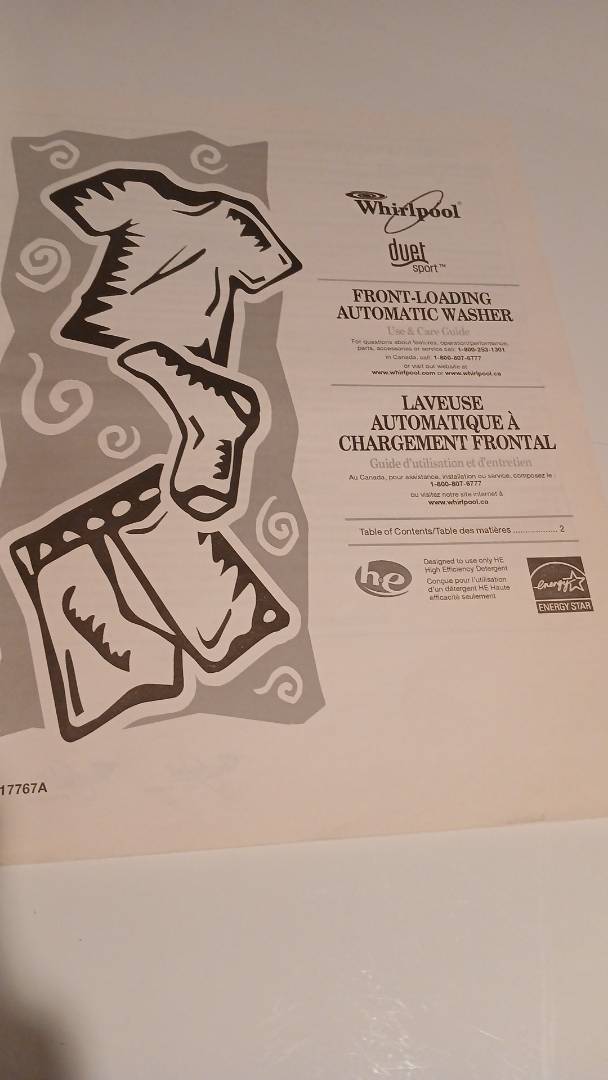 Whirlpool®
duet
sport™
FRONT-LOADING
AUTOMATIC WASHER
Use & Care Guide
For questions about features, operation/performance,
parts, accessories or service call: 1-800-253-1301
In Canada, call: 1-800-807-6777
or visit our website at
www.whirlpool.com or www.whirlpool.ca
LAVEUSE
AUTOMATIQUE À
CHARGEMENT FRONTAL
Guide d'utilisation et d'entretien
Au Canada, pour assistance, installation ou service, composez le :
1-800-807-6777
ou visitez notre site internet à
www.whirlpool.ca
Table of Contents/Table des matières .................. 2
he
Designed to use only HE
High Efficiency Detergent
Conçue pour l'utilisation
d'un détergent HE Haute
efficacité seulement
energy
ENERGY STAR
17767A